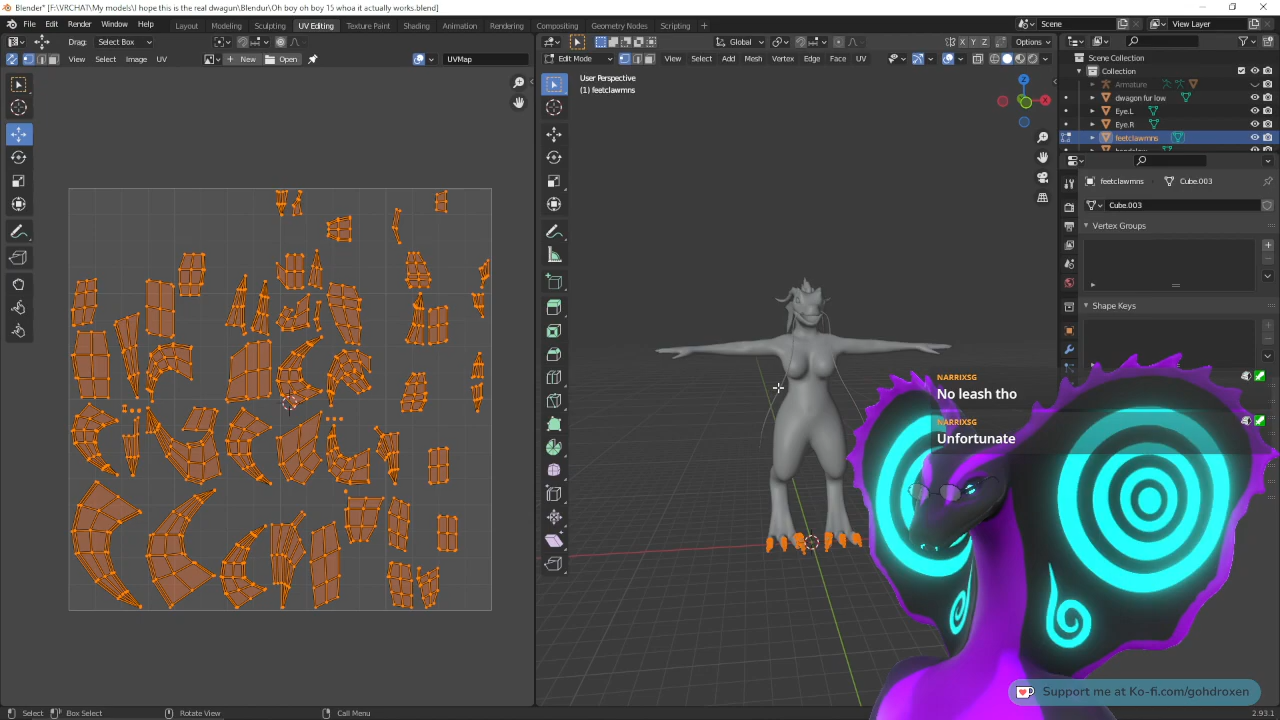 Blender* [F:\VRCHAT\My models\I hope this is the real dwagun\Blendur\Oh boy oh boy 15 whoa it actually works.blend]
File Edit Render Window Help Layout Modeling Sculpting UV Editing Texture Paint Shading Animation Rendering Compositing Geometry Nodes Scripting + Scene View Layer
Drag: Select Box Global X Y Z Options
View Select Image UV New Open UVMap Edit Mode View Select Add Mesh Vertex Edge Face UV
User Perspective
(1) feetclawmns
Scene Collection
Collection
Armature
dwagon fur low
Eye.L
Eye.R
feetclawmns
feetclawmns Cube.003
Cube.003
Vertex Groups
Shape Keys
X
Z
NARRIXSG
No leash tho
NARRIXSG
Unfortunate
Support me at Ko-fi.com/gohdroxen
Select Box Select Rotate View Call Menu 2.93.1